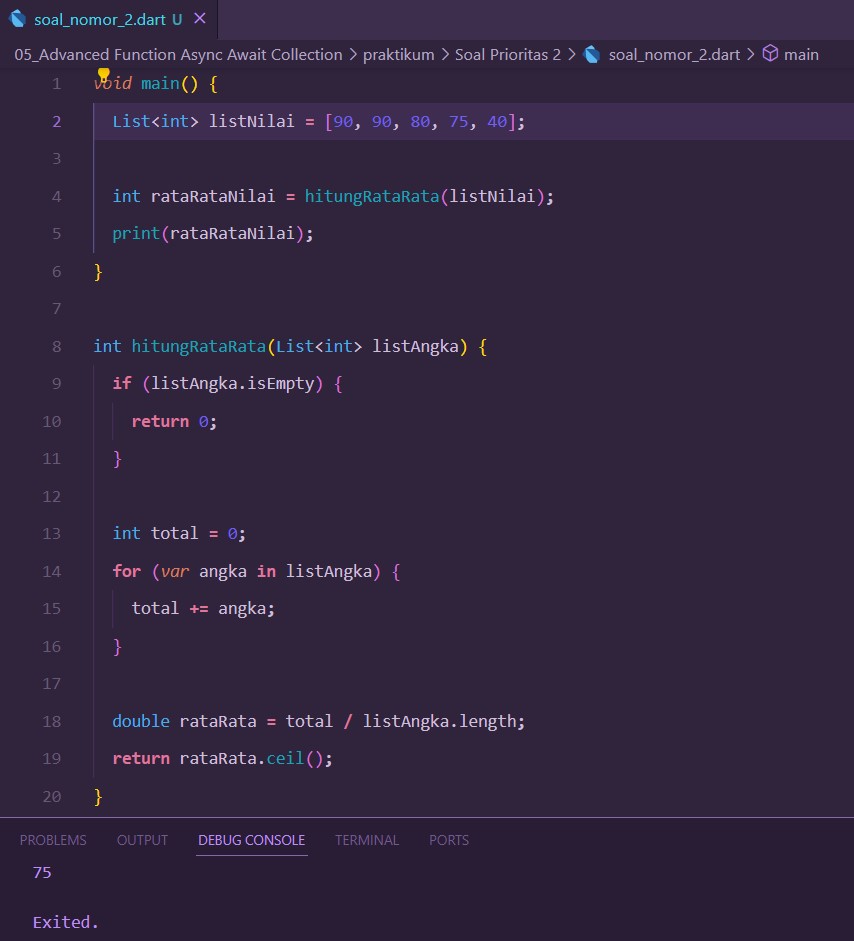 soal_nomor_2.dart U
05_Advanced Function Async Await Collection > praktikum > Soal Prioritas 2 > soal_nomor_2.dart > main
1 void main() {
2 List<int> listNilai = [90, 90, 80, 75, 40];
3
4 int rataRataNilai = hitungRataRata(listNilai);
5 print(rataRataNilai);
6 }
7
8 int hitungRataRata(List<int> listAngka) {
9 if (listAngka.isEmpty) {
10 return 0;
11 }
12
13 int total = 0;
14 for (var angka in listAngka) {
15 total += angka;
16 }
17
18 double rataRata = total / listAngka.length;
19 return rataRata.ceil();
20 }
PROBLEMS OUTPUT DEBUG CONSOLE TERMINAL PORTS
75
Exited.